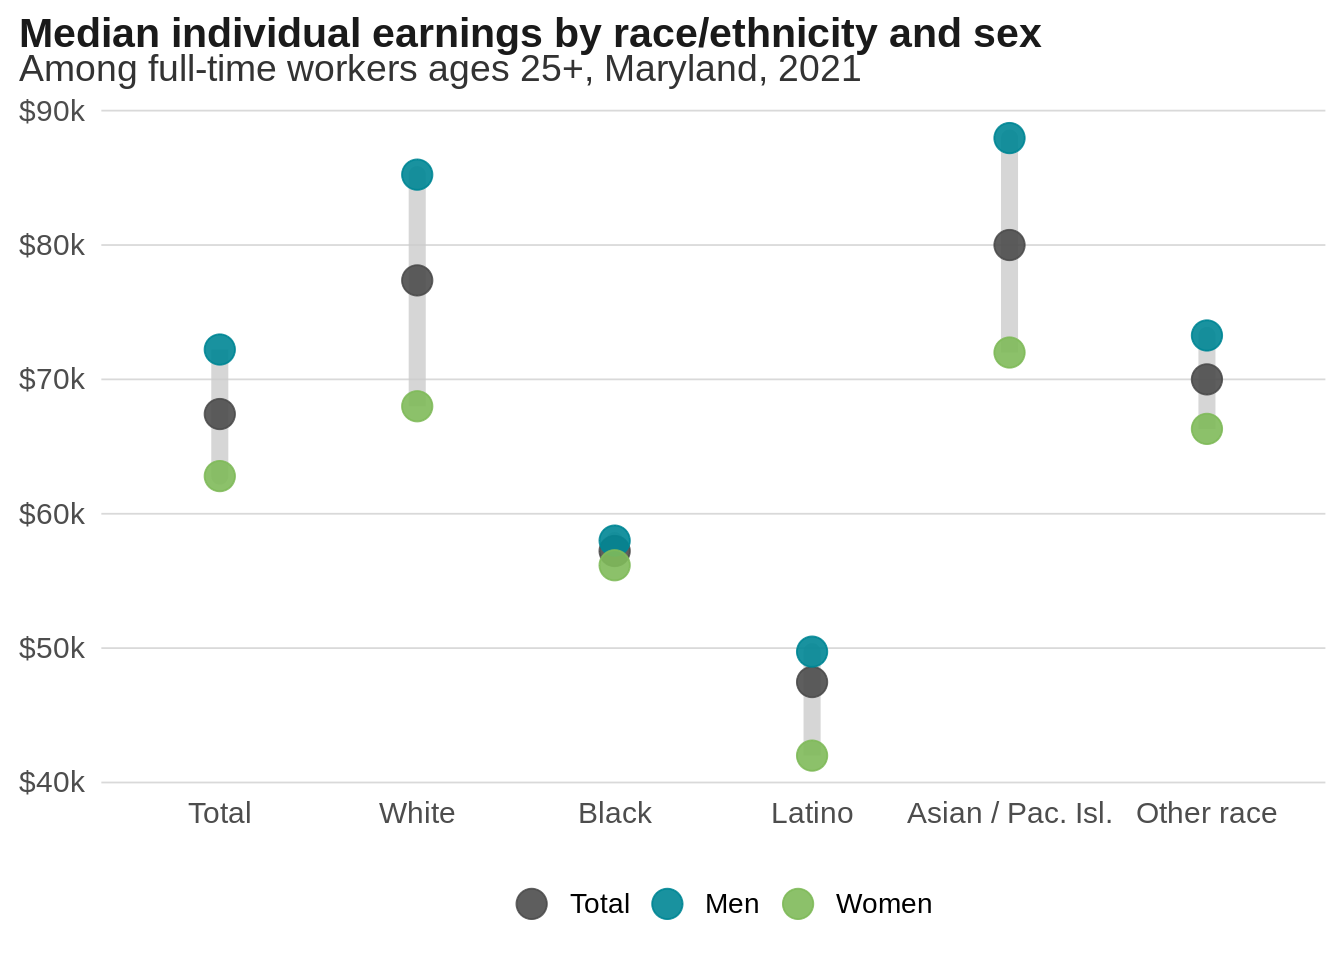 Median individual earnings by race/ethnicity and sex
Among full-time workers ages 25+, Maryland, 2021
$90k
$80k
$70k
$60k
$50k
$40k
Total White Black Latino Asian / Pac. Isl. Other race
Total Men Women